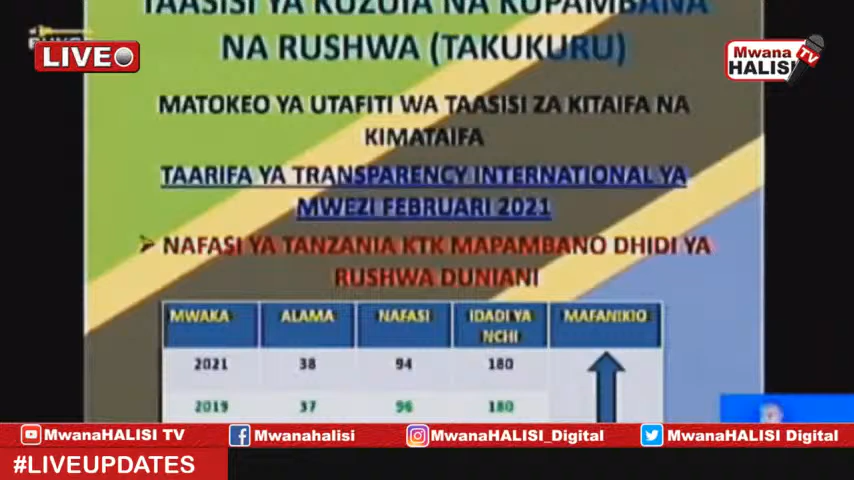 TAASISI YA KUZUIA NA KUPAMBANA
NA RUSHWA (TAKUKURU)
LIVE
Mwana
HALISI TV
MATOKEO YA UTAFITI WA TAASISI ZA KITAIFA NA
KIMATAIFA
TAARIFA YA TRANSPARENCY INTERNATIONAL YA
MWEZI FEBRUARI 2021
➤ NAFASI YA TANZANIA KTK MAPAMBANO DHIDI YA
RUSHWA DUNIANI
MWAKA ALAMA NAFASI IDADI YA NCHI MAFANIKIO
2021 38 94 180
2019 37 96 180
MwanaHALISI TV Mwanahalisi MwanaHALISI_Digital MwanaHALISI Digital
#LIVEUPDATES